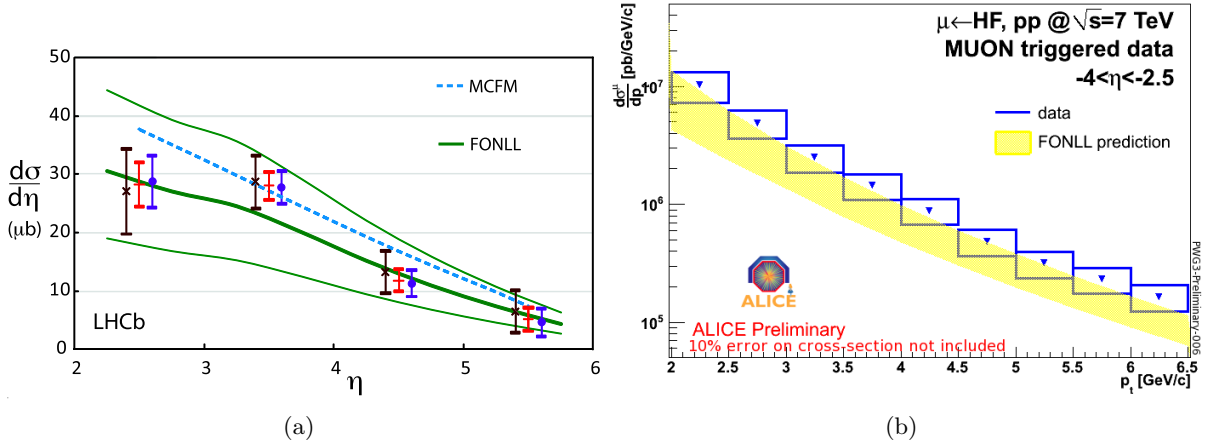 (a)
50
40
30
20
10
0
dσ
dη
(μb)
MCFM
FONLL
LHCb
2
3
4
5
6
η
(b)
dσ^μ
dp_t
[pb/GeV/c]
10^7
10^6
10^5
μ←HF, pp @√s=7 TeV
MUON triggered data
-4<η<-2.5
data
FONLL prediction
ALICE
ALICE Preliminary
10% error on cross-section not included
PWG3-Preliminary-006
2
2.5
3
3.5
4
4.5
5
5.5
6
6.5
p_t [GeV/c]
(a)
(b)